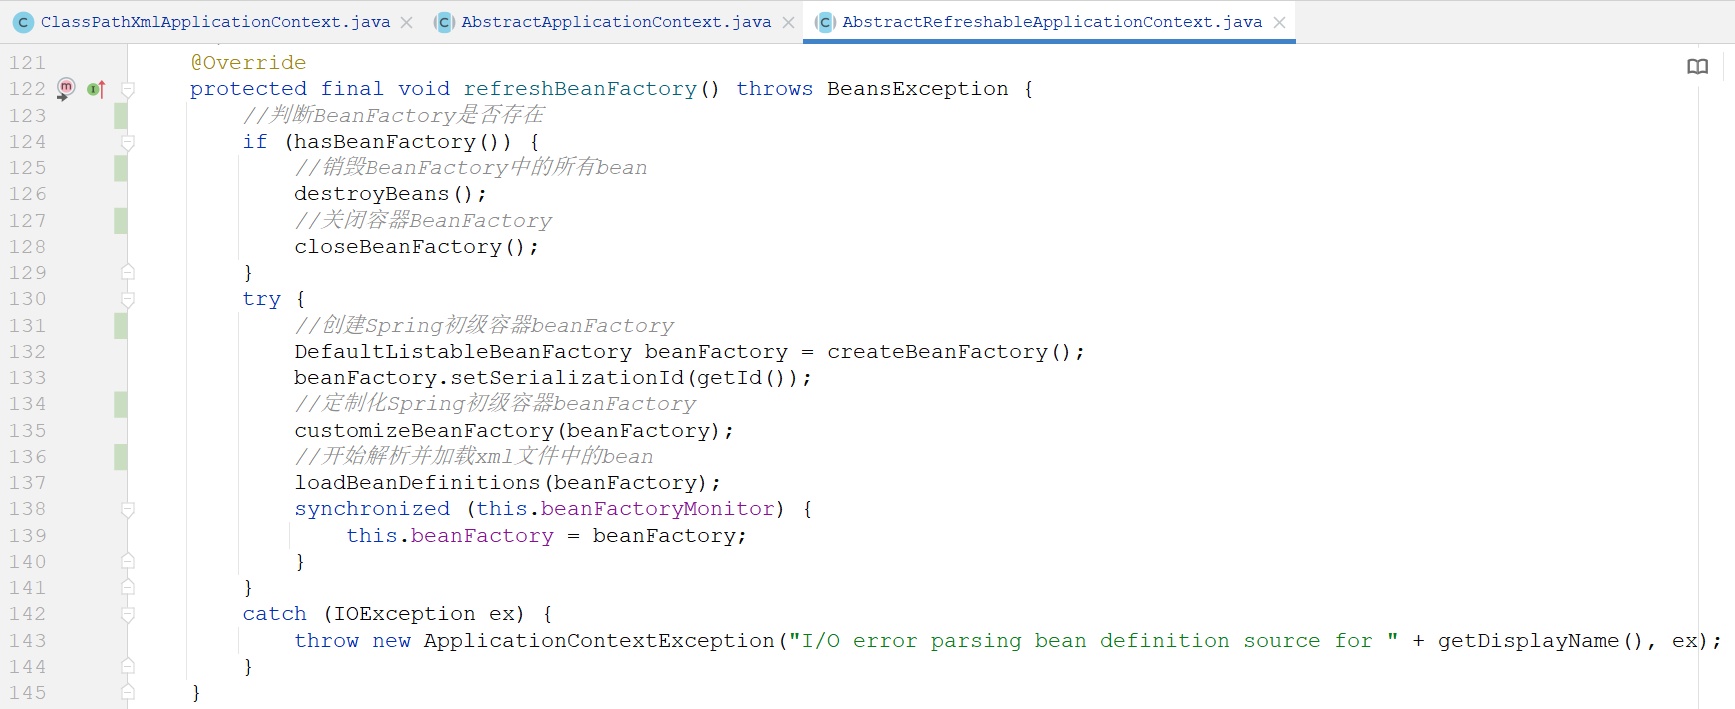 ClassPathXmlApplicationContext.java AbstractApplicationContext.java AbstractRefreshableApplicationContext.java
121 @Override
122 protected final void refreshBeanFactory() throws BeansException {
123 //判断BeanFactory是否存在
124 if (hasBeanFactory()) {
125 //销毁BeanFactory中的所有bean
126 destroyBeans();
127 //关闭容器BeanFactory
128 closeBeanFactory();
129 }
130 try {
131 //创建Spring初级容器beanFactory
132 DefaultListableBeanFactory beanFactory = createBeanFactory();
133 beanFactory.setSerializationId(getId());
134 //定制化Spring初级容器beanFactory
135 customizeBeanFactory(beanFactory);
136 //开始解析并加载xml文件中的bean
137 loadBeanDefinitions(beanFactory);
138 synchronized (this.beanFactoryMonitor) {
139 this.beanFactory = beanFactory;
140 }
141 }
142 catch (IOException ex) {
143 throw new ApplicationContextException("I/O error parsing bean definition source for " + getDisplayName(), ex);
144 }
145 }